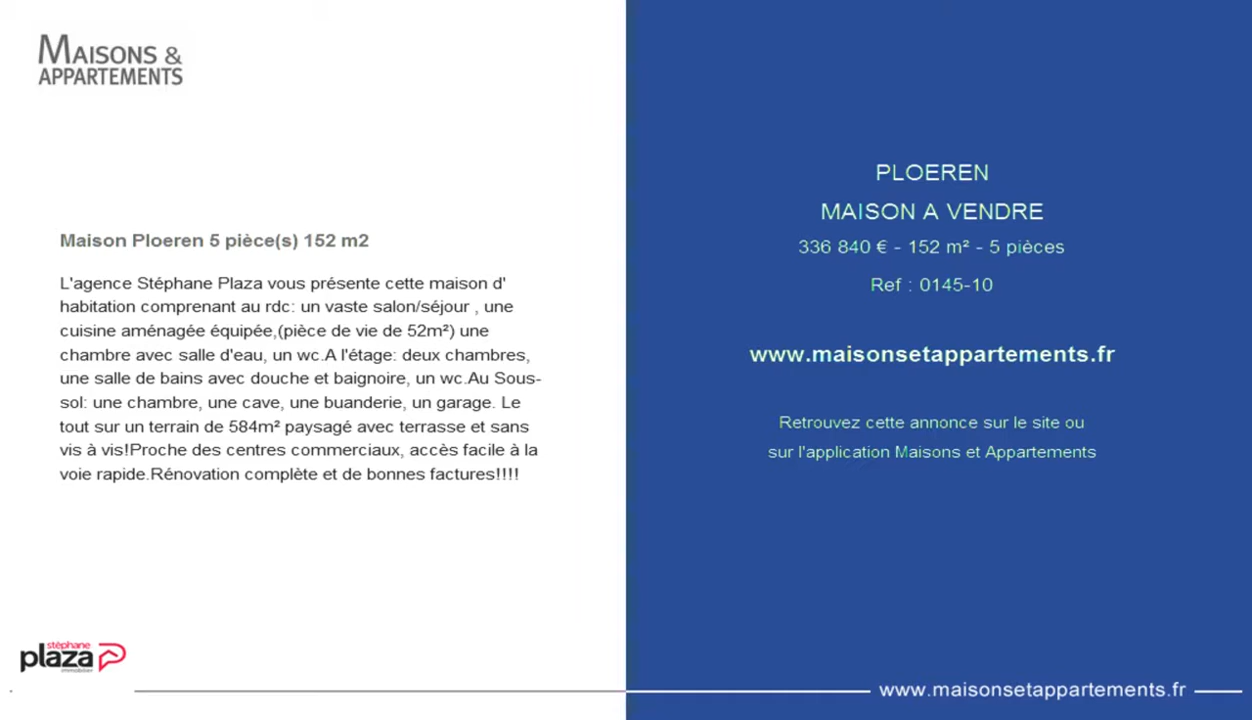 MAISONS &
APPARTEMENTS
Maison Ploeren 5 pièce(s) 152 m2
L'agence Stéphane Plaza vous présente cette maison d'
habitation comprenant au rdc: un vaste salon/séjour , une
cuisine aménagée équipée,(pièce de vie de 52m²) une
chambre avec salle d'eau, un wc.A l'étage: deux chambres,
une salle de bains avec douche et baignoire, un wc.Au Sous-
sol: une chambre, une cave, une buanderie, un garage. Le
tout sur un terrain de 584m² paysagé avec terrasse et sans
vis à vis!Proche des centres commerciaux, accès facile à la
voie rapide.Rénovation complète et de bonnes factures!!!!
stéphane
plaza
immobilier
PLOEREN
MAISON A VENDRE
336 840 € - 152 m² - 5 pièces
Ref : 0145-10
www.maisonsetappartements.fr
Retrouvez cette annonce sur le site ou
sur l'application Maisons et Appartements
www.maisonsetappartements.fr